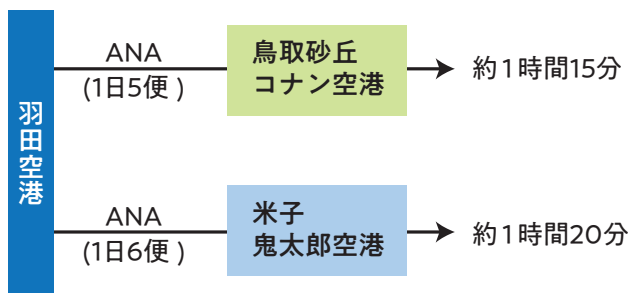 羽田空港
ANA
(1日5便 )
鳥取砂丘
コナン空港
約1時間15分
ANA
(1日6便 )
米子
鬼太郎空港
約1時間20分